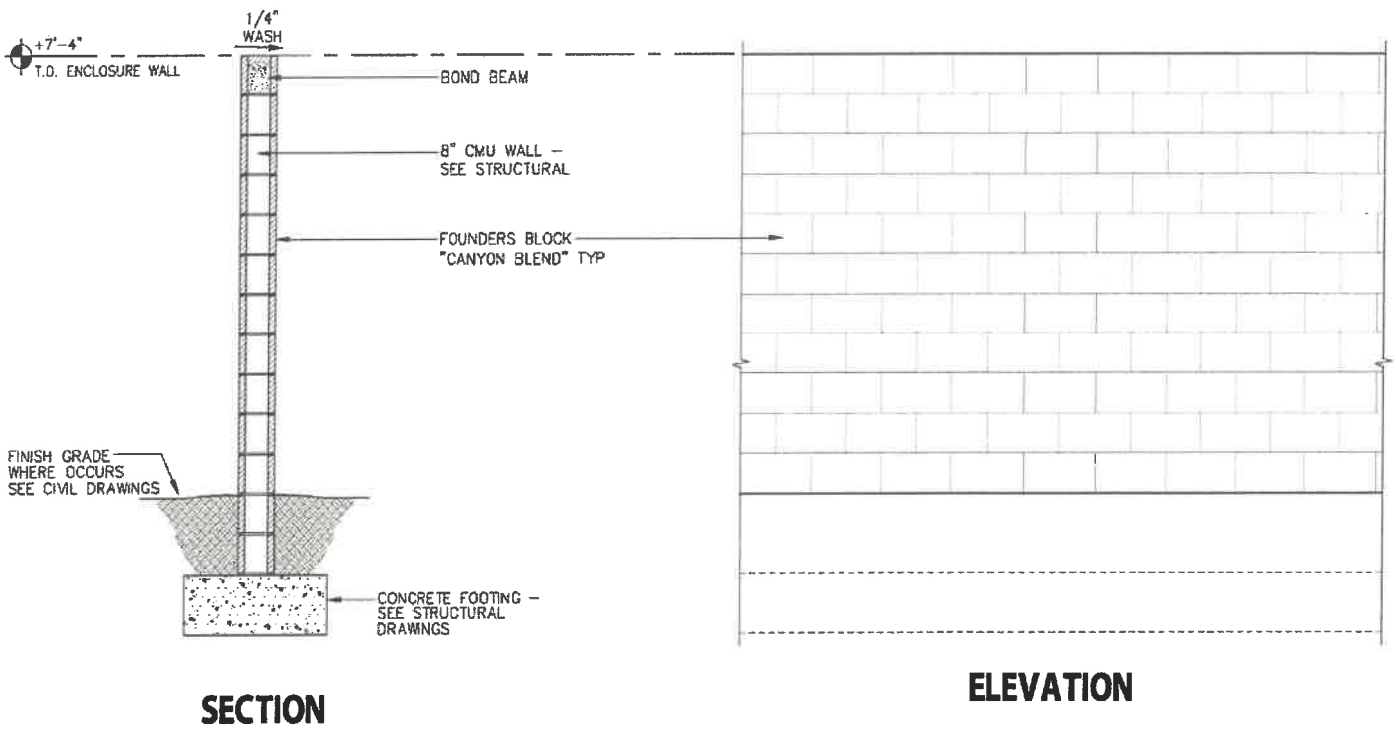 1/4"
WASH
+7'-4"
T.O. ENCLOSURE WALL
BOND BEAM
8" CMU WALL –
SEE STRUCTURAL
FOUNDERS BLOCK
"CANYON BLEND" TYP
FINISH GRADE
WHERE OCCURS
SEE CIVIL DRAWINGS
CONCRETE FOOTING –
SEE STRUCTURAL
DRAWINGS
SECTION
ELEVATION